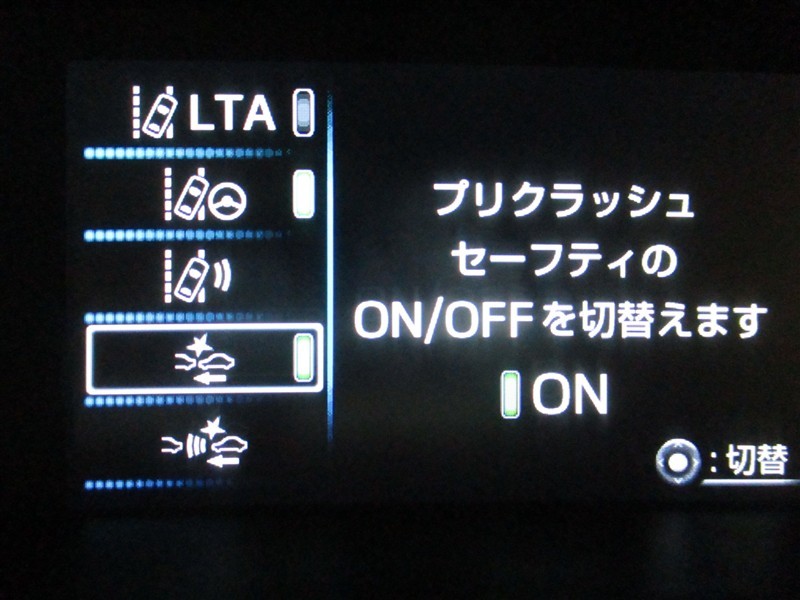 LTA
プリクラッシュ
セーフティの
ON/OFFを切替えます
ON
:切替